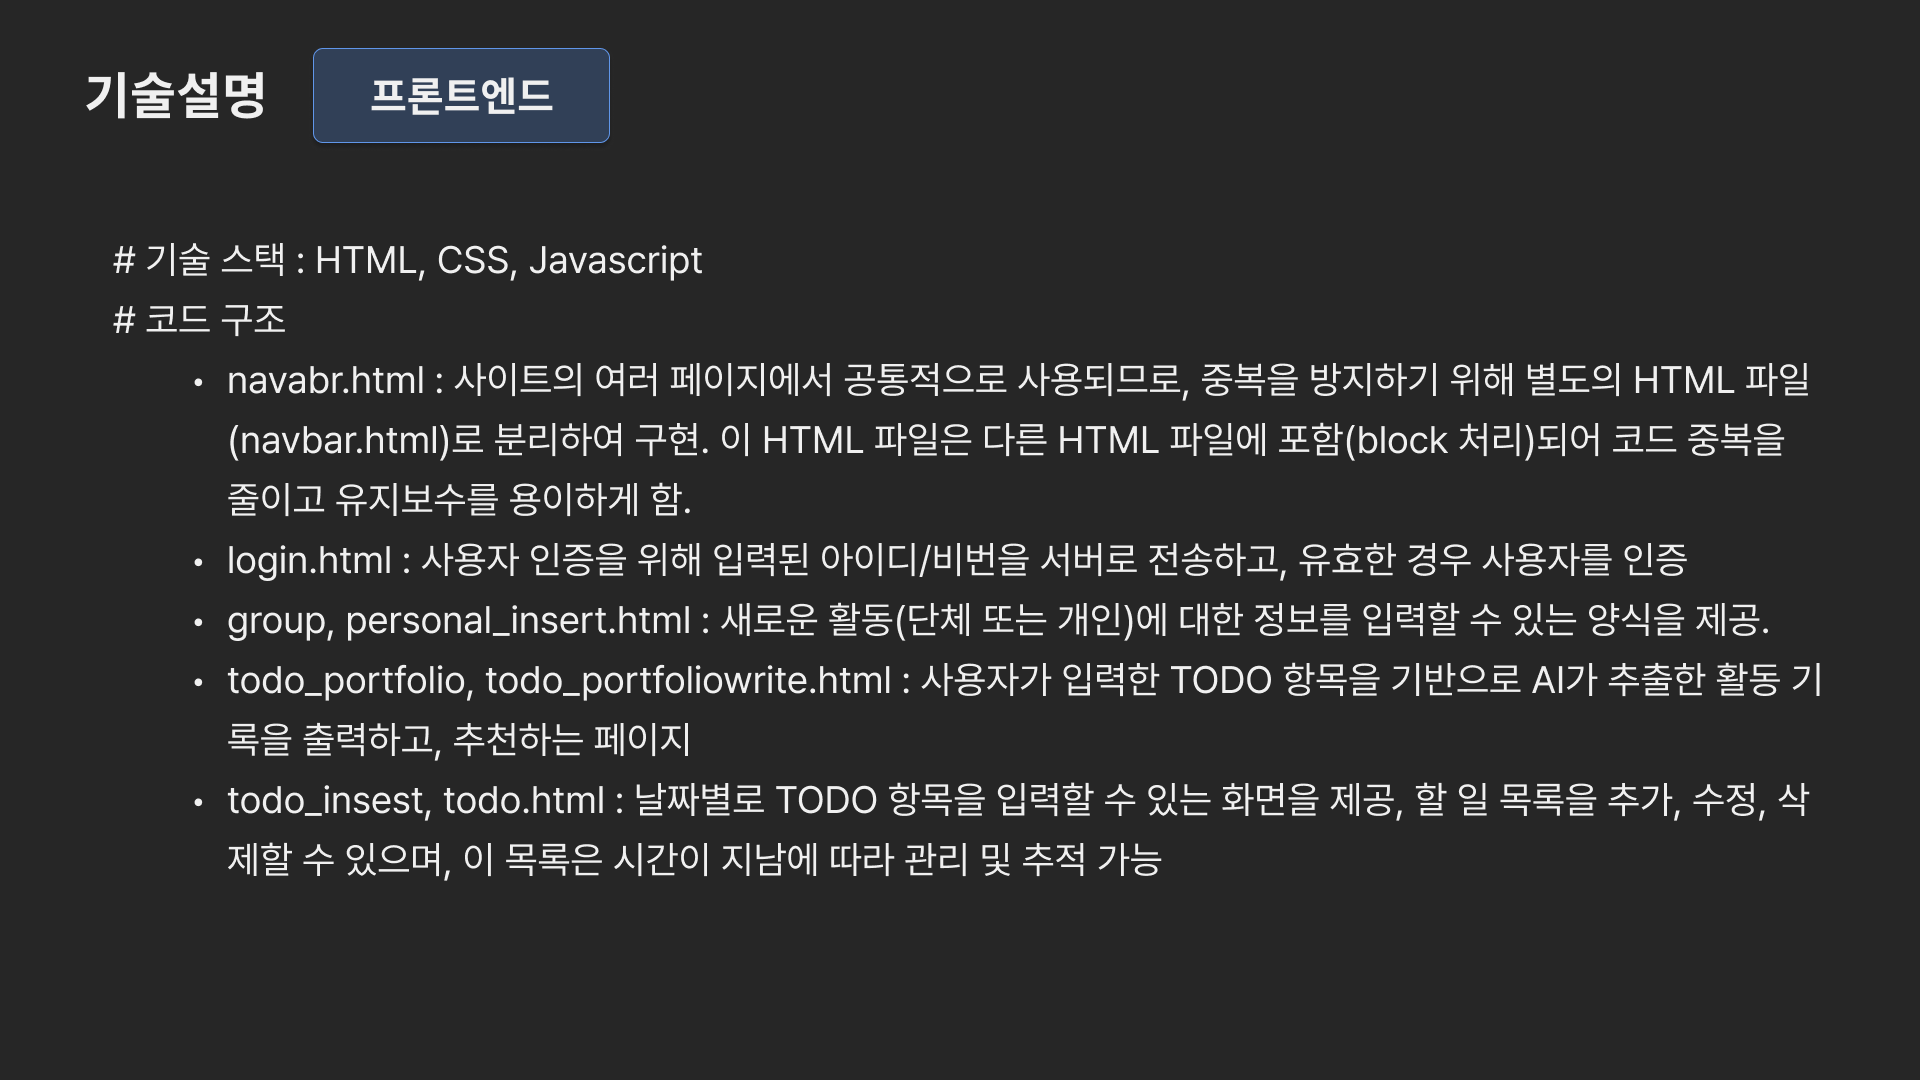 기술설명
프론트엔드
# 기술 스택 : HTML, CSS, Javascript
# 코드 구조
• navabr.html : 사이트의 여러 페이지에서 공통적으로 사용되므로, 중복을 방지하기 위해 별도의 HTML 파일
(navbar.html)로 분리하여 구현. 이 HTML 파일은 다른 HTML 파일에 포함(block 처리)되어 코드 중복을
줄이고 유지보수를 용이하게 함.
• login.html : 사용자 인증을 위해 입력된 아이디/비번을 서버로 전송하고, 유효한 경우 사용자를 인증
• group, personal_insert.html : 새로운 활동(단체 또는 개인)에 대한 정보를 입력할 수 있는 양식을 제공.
• todo_portfolio, todo_portfoliowrite.html : 사용자가 입력한 TODO 항목을 기반으로 AI가 추출한 활동 기
록을 출력하고, 추천하는 페이지
• todo_insest, todo.html : 날짜별로 TODO 항목을 입력할 수 있는 화면을 제공, 할 일 목록을 추가, 수정, 삭
제할 수 있으며, 이 목록은 시간이 지남에 따라 관리 및 추적 가능